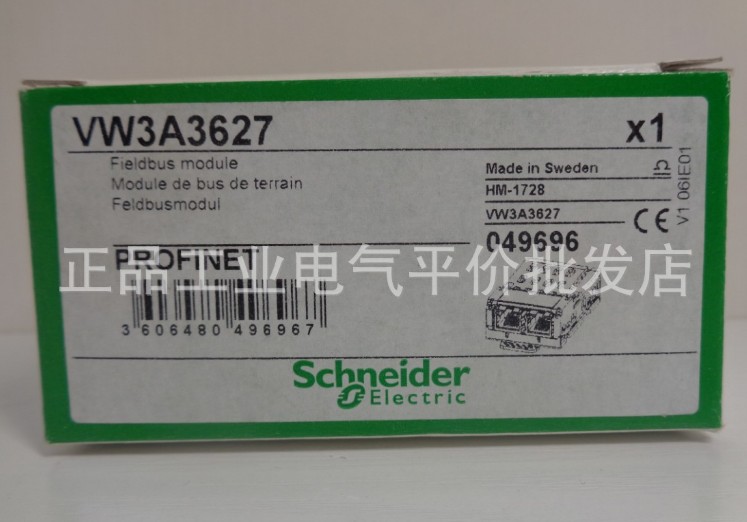 VW3A3627
x1
Fieldbus module
Module de bus de terrain
Feldbusmodul
Made in Sweden
HM-1728
VW3A3627
049696
CE
V1 06IE01
PROFINET
正品工业电气平价批发店
3 606480 496967
Schneider
Electric